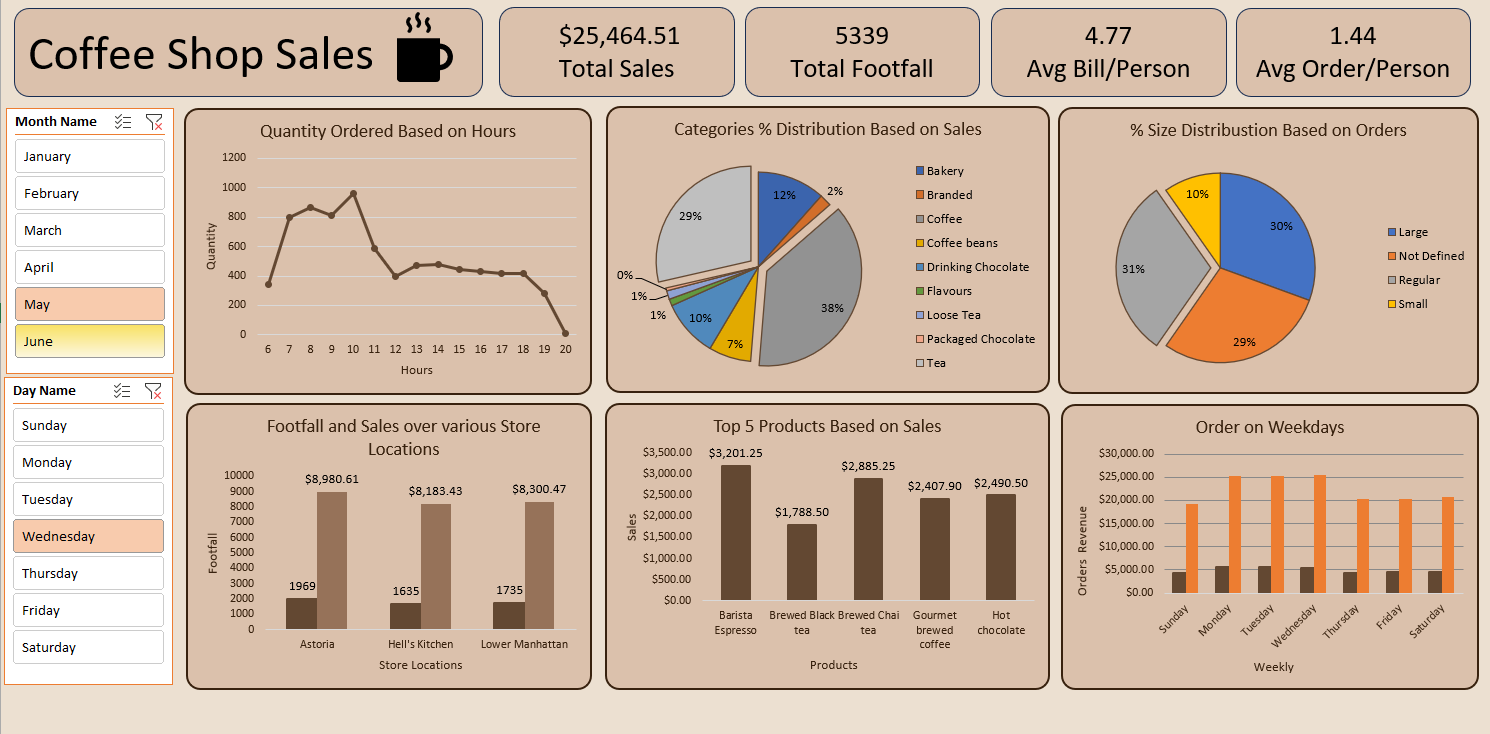 Coffee Shop Sales
$25,464.51
Total Sales
5339
Total Footfall
4.77
Avg Bill/Person
1.44
Avg Order/Person
Month Name
January
February
March
April
May
June
Day Name
Sunday
Monday
Tuesday
Wednesday
Thursday
Friday
Saturday
Quantity Ordered Based on Hours
Quantity
1200
1000
800
600
400
200
0
6 7 8 9 10 11 12 13 14 15 16 17 18 19 20
Hours
Categories % Distribution Based on Sales
12%
2%
38%
7%
10%
1%
1%
0%
29%
Bakery
Branded
Coffee
Coffee beans
Drinking Chocolate
Flavours
Loose Tea
Packaged Chocolate
Tea
% Size Distribustion Based on Orders
30%
29%
31%
10%
Large
Not Defined
Regular
Small
Footfall and Sales over various Store
Locations
Footfall
10000
9000
8000
7000
6000
5000
4000
3000
2000
1000
0
1969
$8,980.61
1635
$8,183.43
1735
$8,300.47
Astoria
Hell's Kitchen
Lower Manhattan
Store Locations
Top 5 Products Based on Sales
Sales
$3,500.00
$3,000.00
$2,500.00
$2,000.00
$1,500.00
$1,000.00
$500.00
$0.00
$3,201.25
$1,788.50
$2,885.25
$2,407.90
$2,490.50
Barista
Espresso
Brewed Black
tea
Brewed Chai
tea
Gourmet
brewed
coffee
Hot
chocolate
Products
Order on Weekdays
Orders Revenue
$30,000.00
$25,000.00
$20,000.00
$15,000.00
$10,000.00
$5,000.00
$0.00
Sunday
Monday
Tuesday
Wednesday
Thursday
Friday
Saturday
Weekly